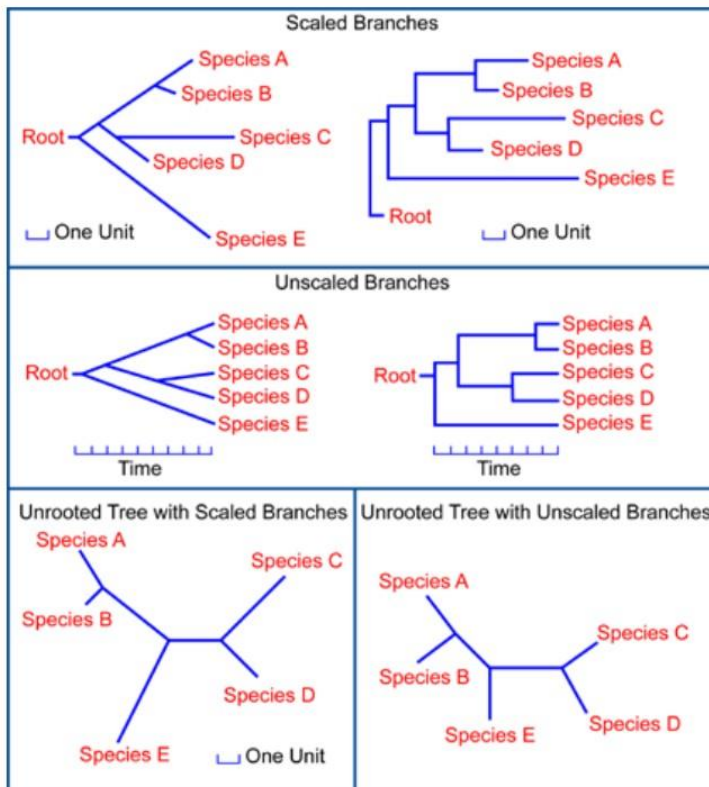 Scaled Branches
Species A
Species B
Root
Species C
Species D
One Unit
Species E
Species A
Species B
Species C
Species D
Species E
Root
One Unit
Unscaled Branches
Species A
Species B
Root
Species C
Species D
Species E
Time
Species A
Species B
Root
Species C
Species D
Species E
Time
Unrooted Tree with Scaled Branches
Species A
Species C
Species B
Species D
Species E
One Unit
Unrooted Tree with Unscaled Branches
Species A
Species C
Species B
Species D
Species E